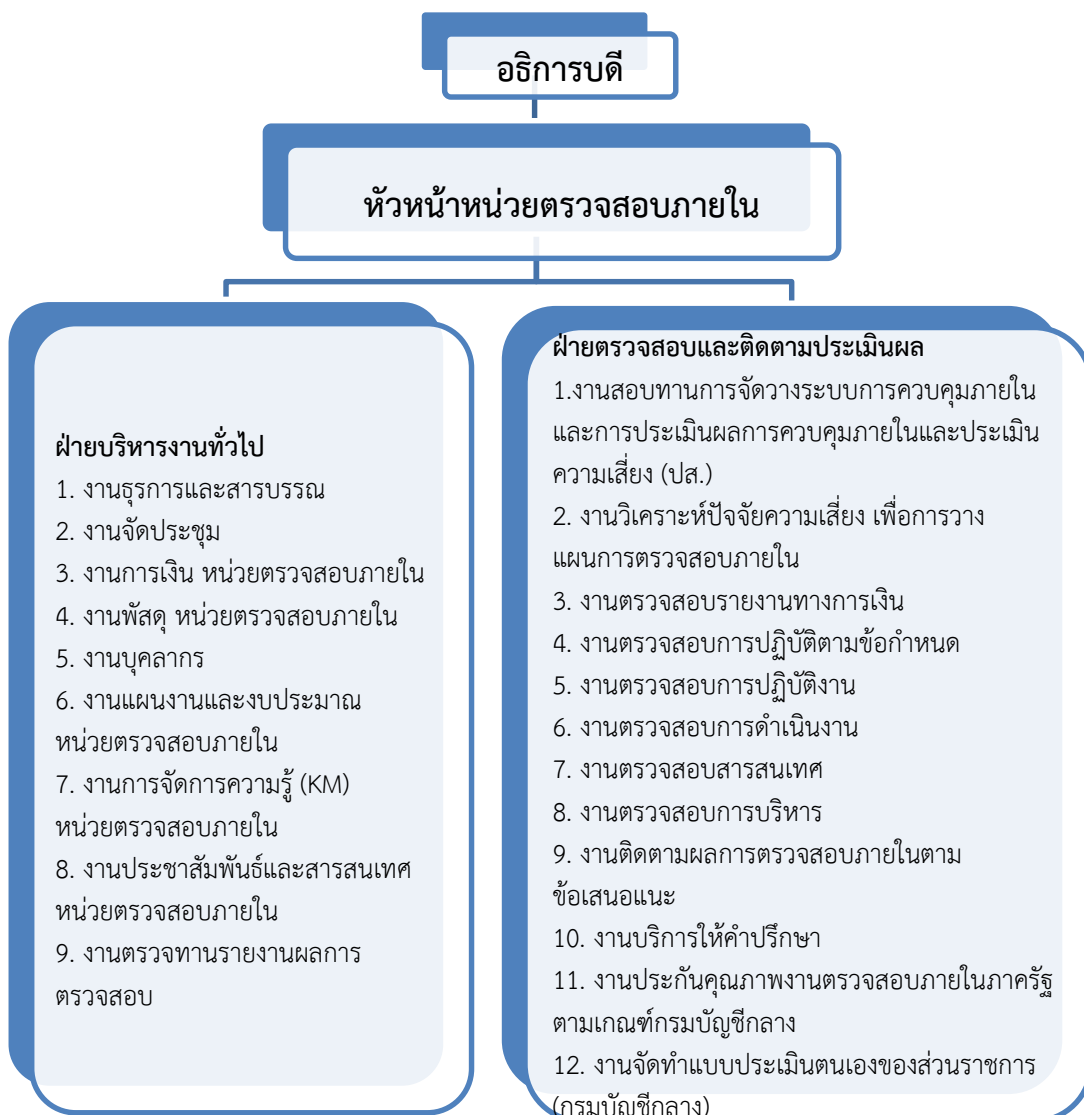 อธิการบดี
หัวหน้าหน่วยตรวจสอบภายใน
ฝ่ายบริหารงานทั่วไป
1. งานธุรการและสารบรรณ
2. งานจัดประชุม
3. งานการเงิน หน่วยตรวจสอบภายใน
4. งานพัสดุ หน่วยตรวจสอบภายใน
5. งานบุคลากร
6. งานแผนงานและงบประมาณ
หน่วยตรวจสอบภายใน
7. งานการจัดการความรู้ (KM)
หน่วยตรวจสอบภายใน
8. งานประชาสัมพันธ์และสารสนเทศ
หน่วยตรวจสอบภายใน
9. งานตรวจทานรายงานผลการ
ตรวจสอบ
ฝ่ายตรวจสอบและติดตามประเมินผล
1.งานสอบทานการจัดวางระบบการควบคุมภายใน
และการประเมินผลการควบคุมภายในและประเมิน
ความเสี่ยง (ปส.)
2. งานวิเคราะห์ปัจจัยความเสี่ยง เพื่อการวาง
แผนการตรวจสอบภายใน
3. งานตรวจสอบรายงานทางการเงิน
4. งานตรวจสอบการปฏิบัติตามข้อกำหนด
5. งานตรวจสอบการปฏิบัติงาน
6. งานตรวจสอบการดำเนินงาน
7. งานตรวจสอบสารสนเทศ
8. งานตรวจสอบการบริหาร
9. งานติดตามผลการตรวจสอบภายในตาม
ข้อเสนอแนะ
10. งานบริการให้คำปรึกษา
11. งานประกันคุณภาพงานตรวจสอบภายในภาครัฐ
ตามเกณฑ์กรมบัญชีกลาง
12. งานจัดทำแบบประเมินตนเองของส่วนราชการ
(กรมบัญชีกลาง)